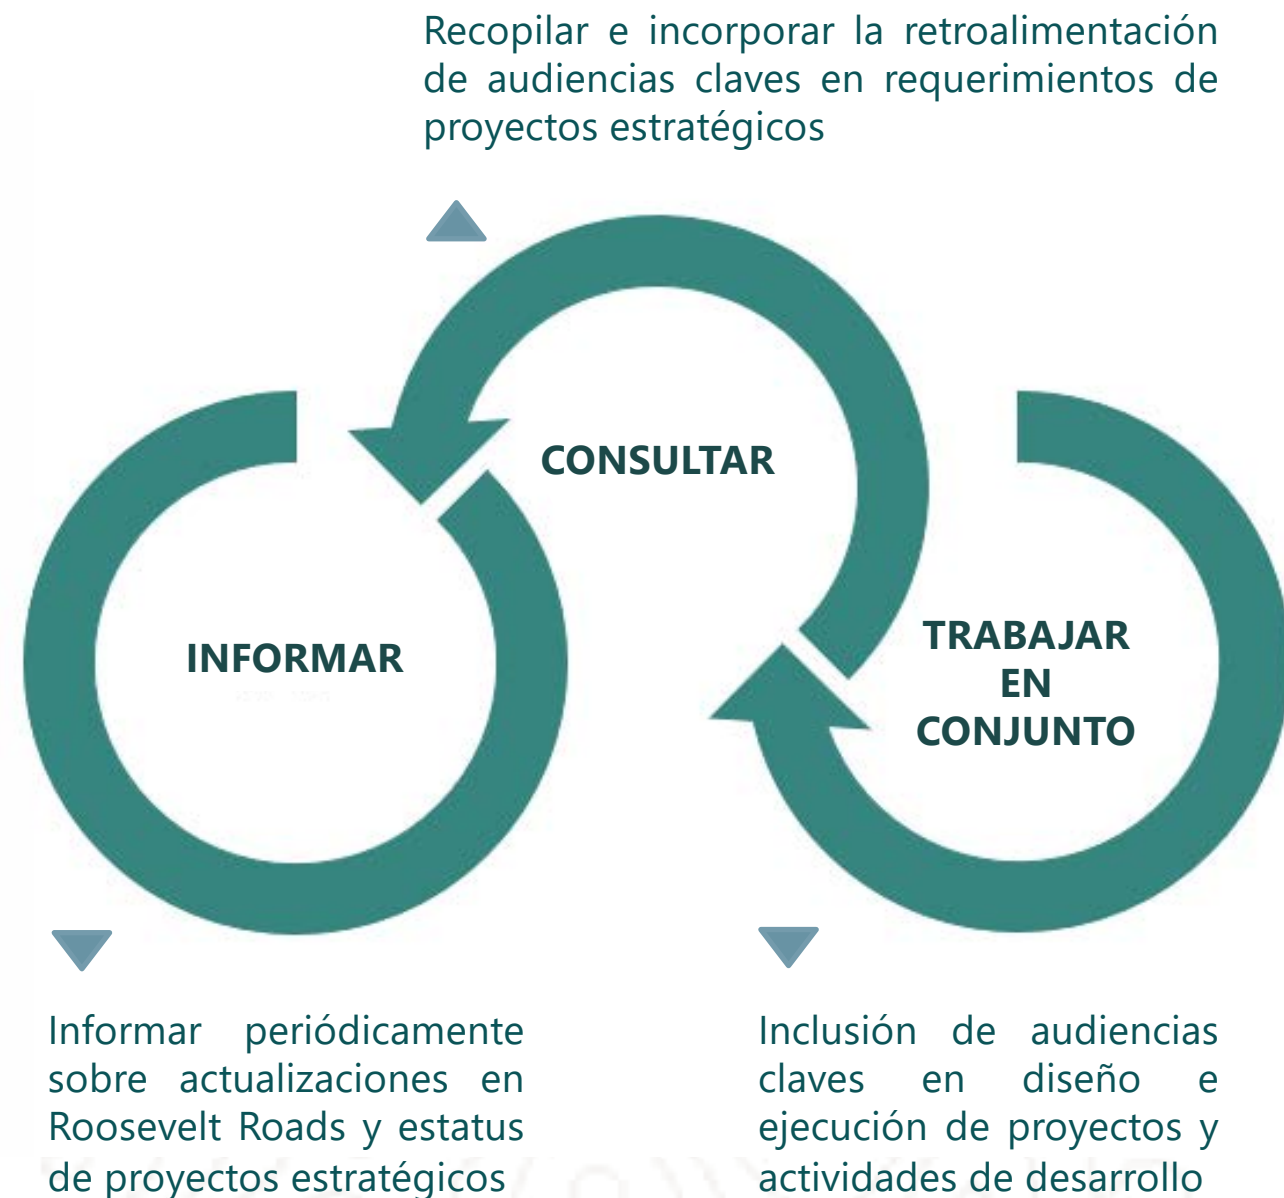 Recopilar e incorporar la retroalimentación
de audiencias claves en requerimientos de
proyectos estratégicos
CONSULTAR
INFORMAR
TRABAJAR
EN
CONJUNTO
Informar periódicamente
sobre actualizaciones en
Roosevelt Roads y estatus
de proyectos estratégicos
Inclusión de audiencias
claves en diseño e
ejecución de proyectos y
actividades de desarrollo